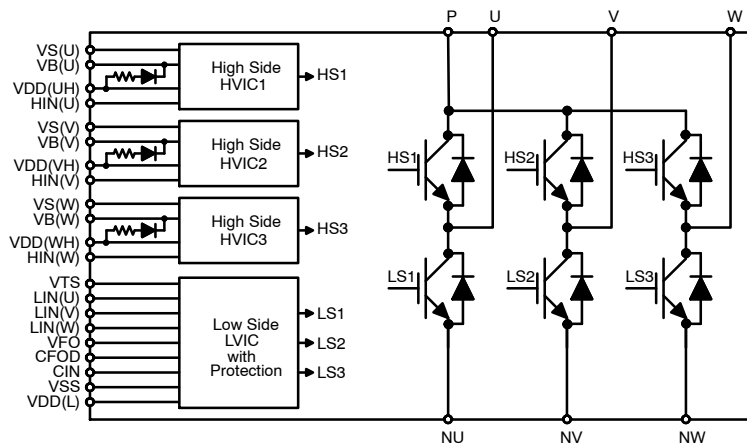 P U V W
VS(U)
VB(U)
VDD(UH)
HIN(U)
High Side
HVIC1
HS1
VS(V)
VB(V)
VDD(VH)
HIN(V)
High Side
HVIC2
HS2
VS(W)
VB(W)
VDD(WH)
HIN(W)
High Side
HVIC3
HS3
VTS
LIN(U)
LIN(V)
LIN(W)
VFO
CFOD
CIN
VSS
VDD(L)
Low Side
LVIC
with
Protection
LS1
LS2
LS3
HS1 HS2 HS3
LS1 LS2 LS3
NU NV NW